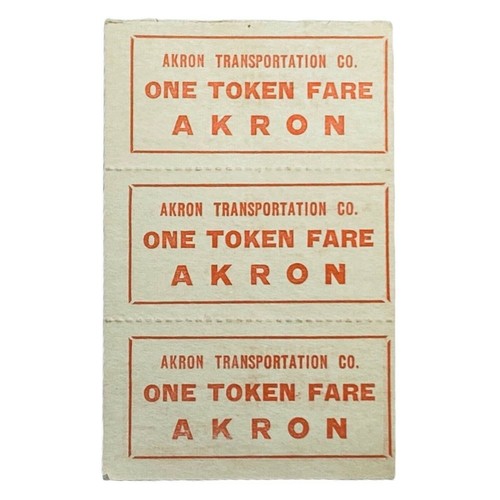 AKRON TRANSPORTATION CO.
ONE TOKEN FARE
AKRON
AKRON TRANSPORTATION CO.
ONE TOKEN FARE
AKRON
AKRON TRANSPORTATION CO.
ONE TOKEN FARE
AKRON